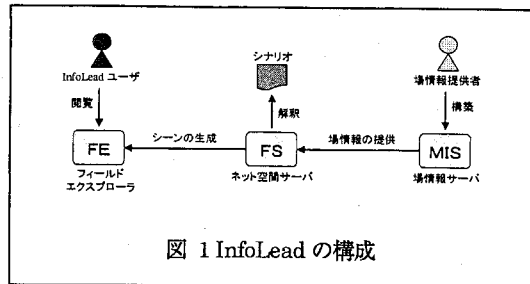 InfoLead ユーザ
閲覧
シナリオ
解釈
場情報提供者
構築
FE
シーンの生成
FS
場情報の提供
MIS
フィールド
エクスプローラ
ネット空間サーバ
場情報サーバ
図 1 InfoLead の構成